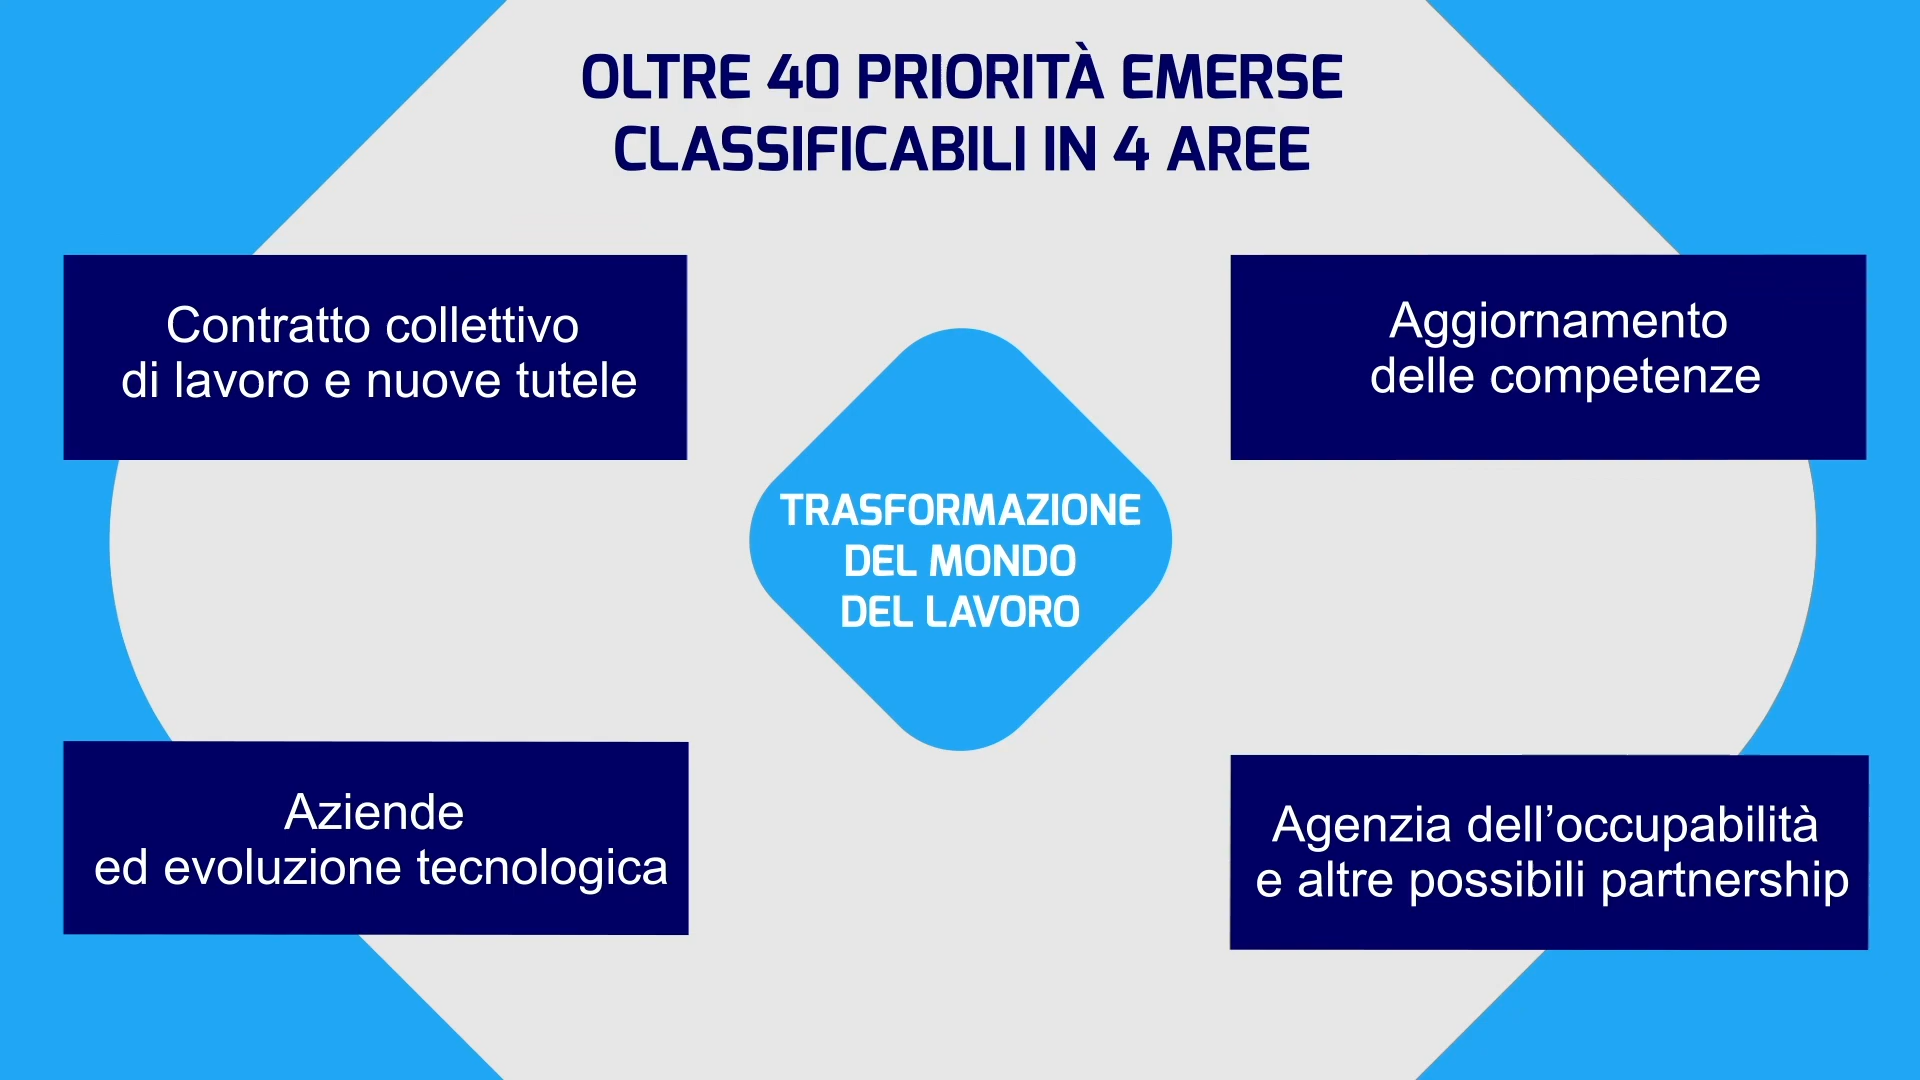 OLTRE 40 PRIORITÀ EMERSE
CLASSIFICABILI IN 4 AREE
Contratto collettivo
di lavoro e nuove tutele
Aggiornamento
delle competenze
TRASFORMAZIONE
DEL MONDO
DEL LAVORO
Aziende
ed evoluzione tecnologica
Agenzia dell’occupabilità
e altre possibili partnership